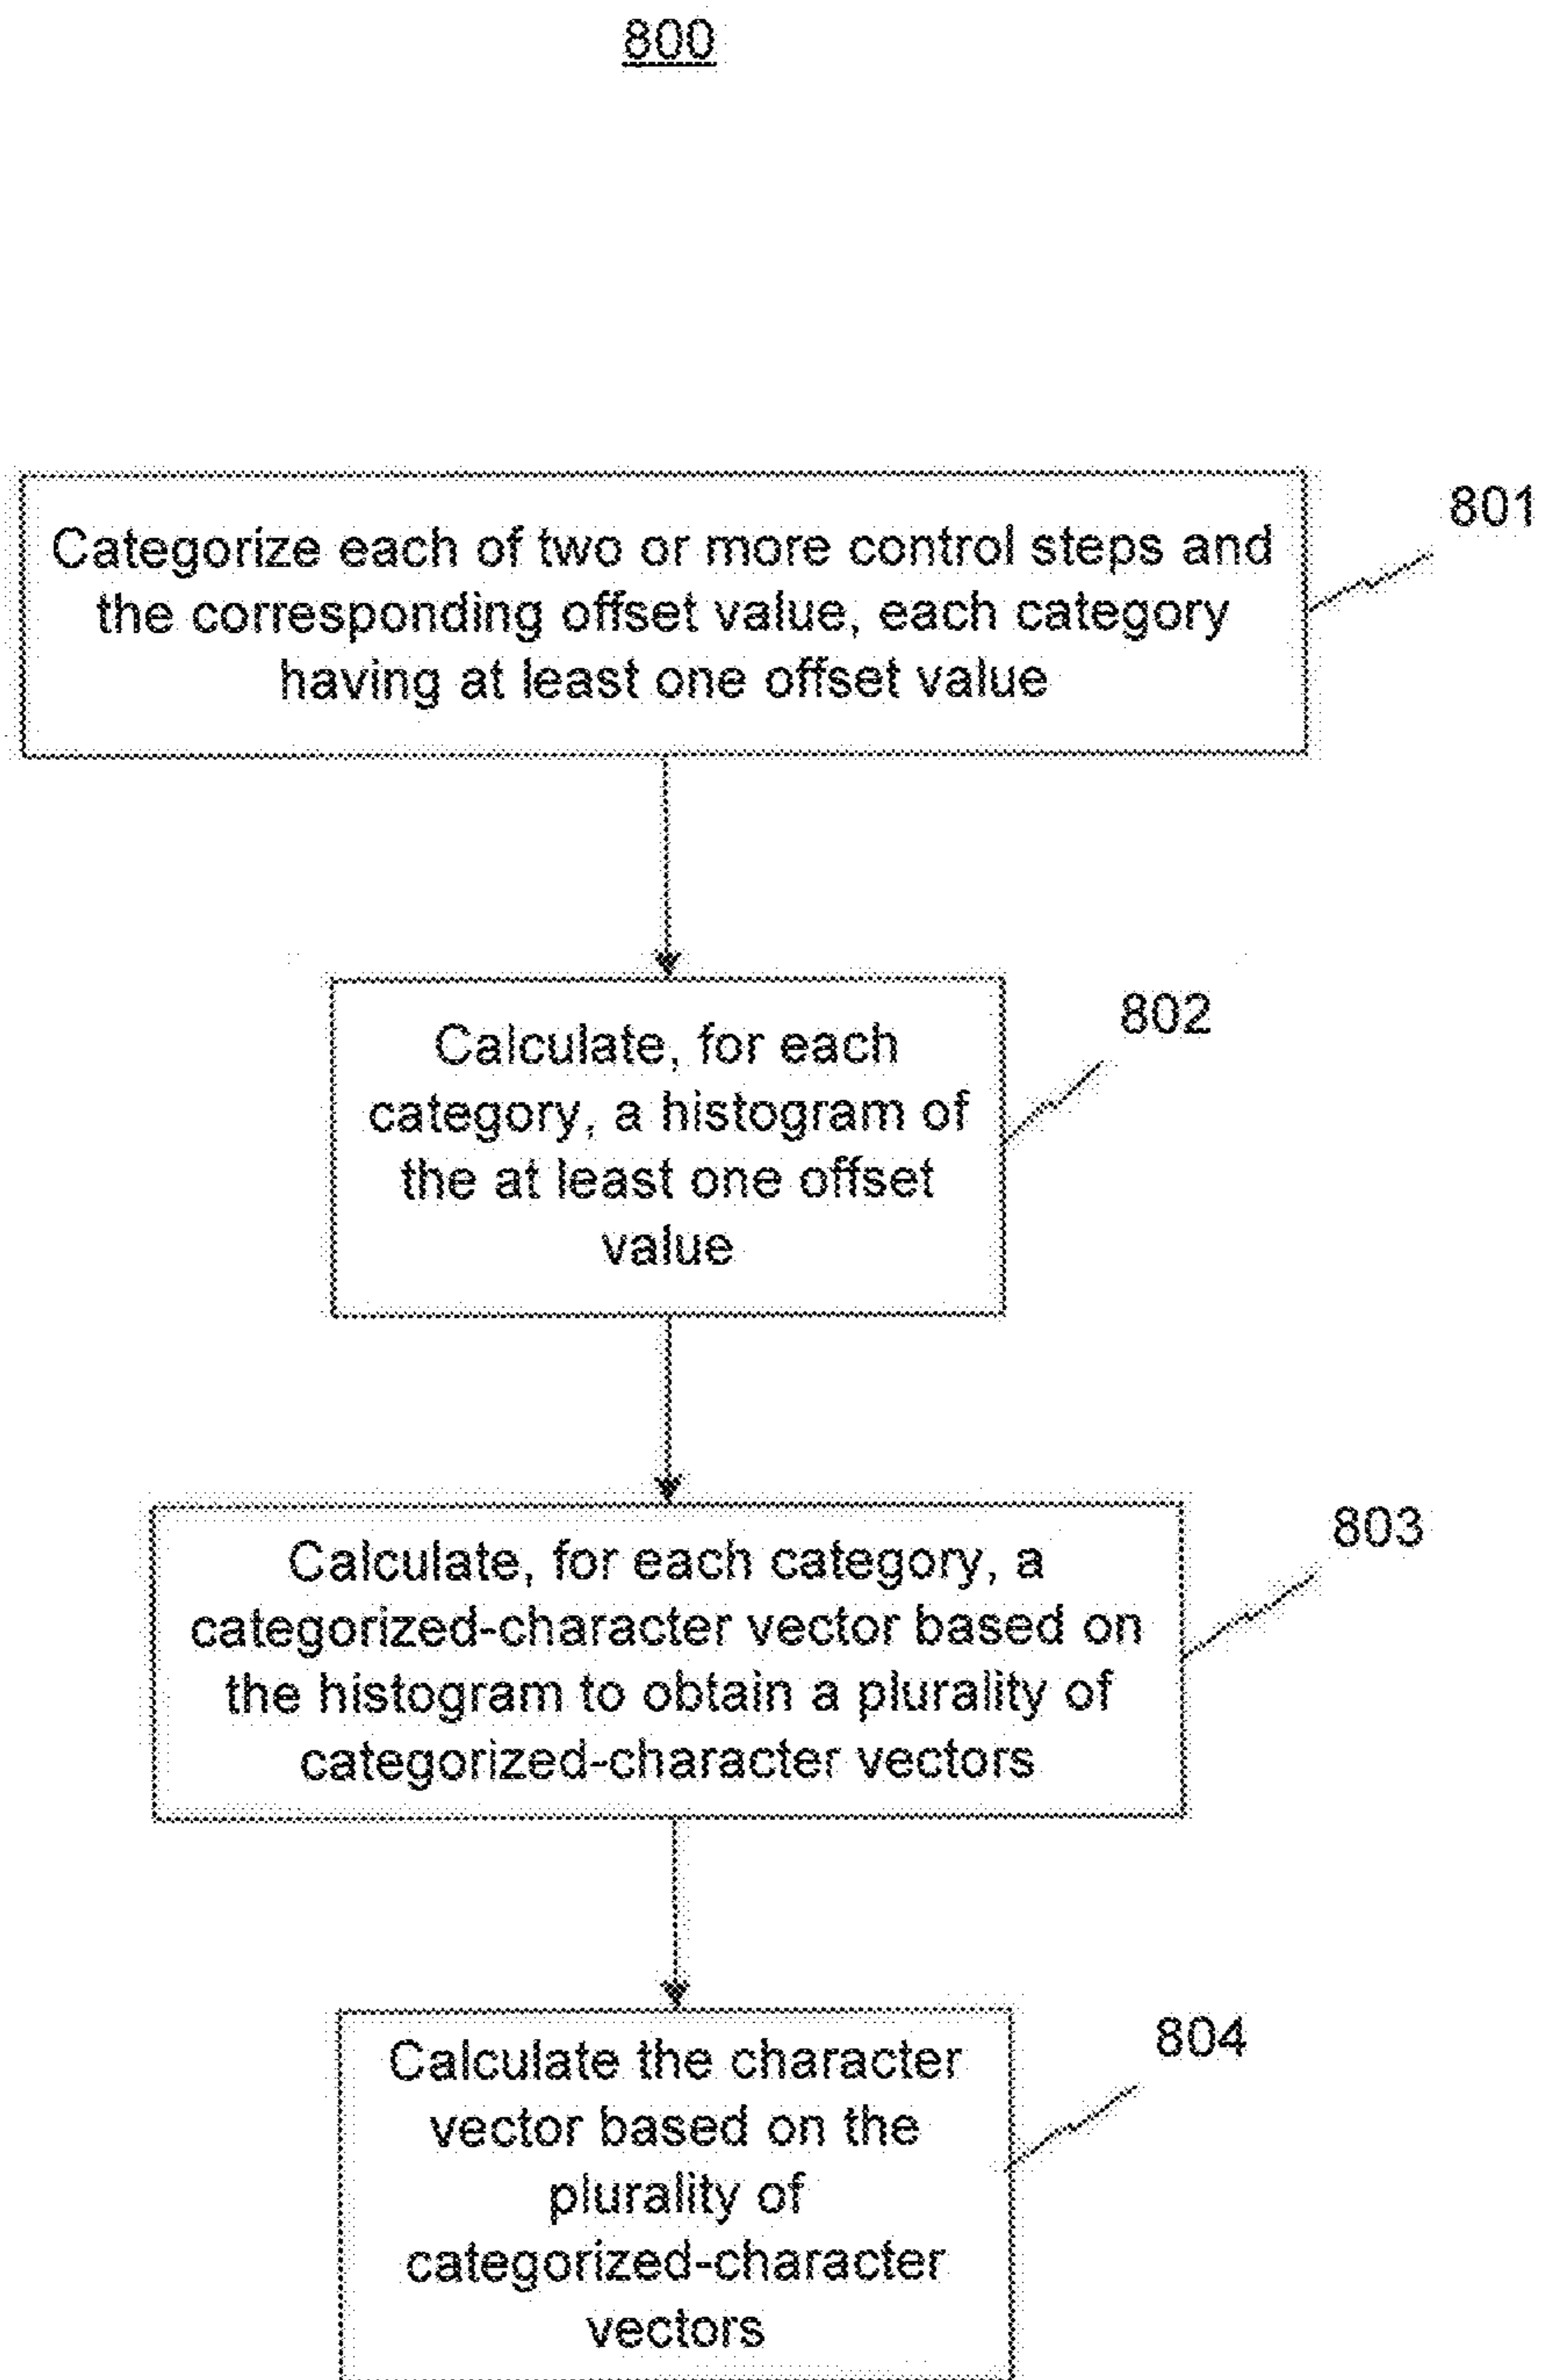 800
801
Categorize each of two or more control steps and
the corresponding offset value, each category
having at least one offset value
802
Calculate, for each
category, a histogram of
the at least one offset
value
803
Calculate, for each category, a
categorized-character vector based on
the histogram to obtain a plurality of
categorized-character vectors
804
Calculate the character
vector based on the
plurality of
categorized-character
vectors